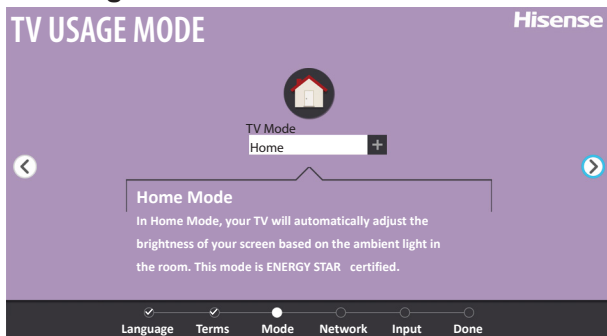 TV USAGE MODE
Hisense
TV Mode
Home
Home Mode
In Home Mode, your TV will automatically adjust the
brightness of your screen based on the ambient light in
the room. This mode is ENERGY STAR certified.
Language Terms Mode Network Input Done